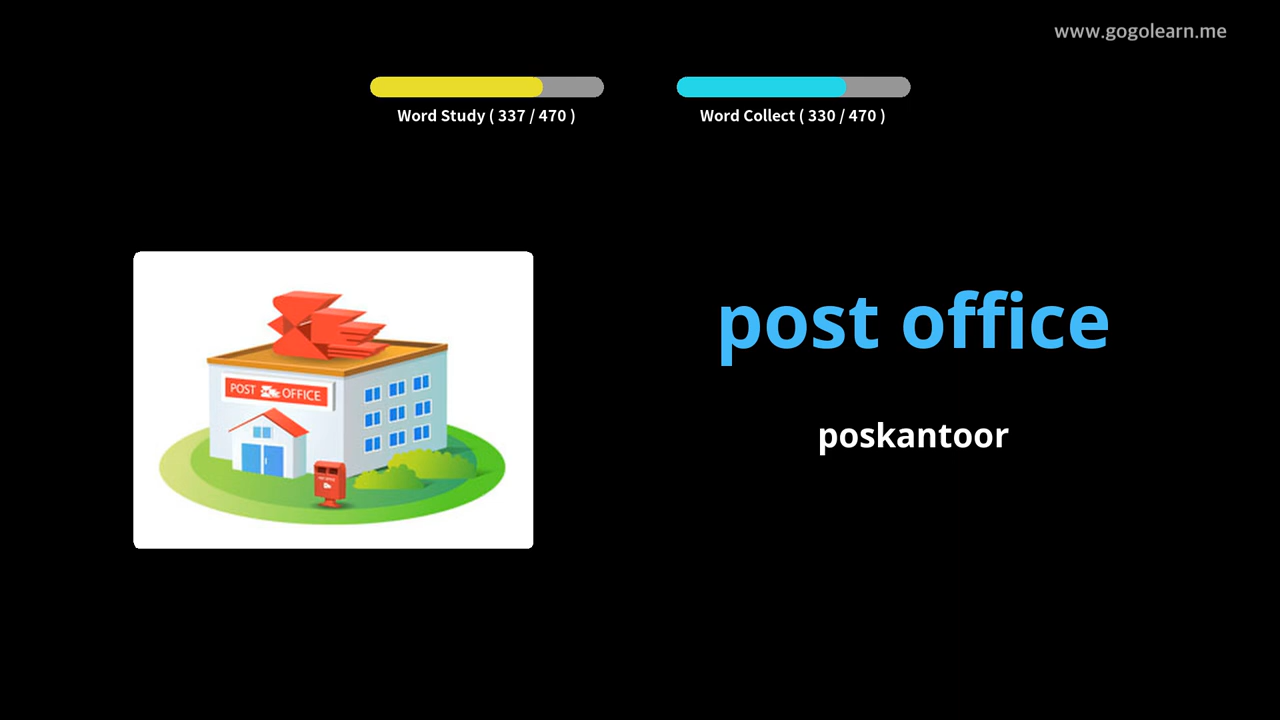 www.gogolearn.me
Word Study ( 337 / 470 )
Word Collect ( 330 / 470 )
post office
POST OFFICE
poskantoor